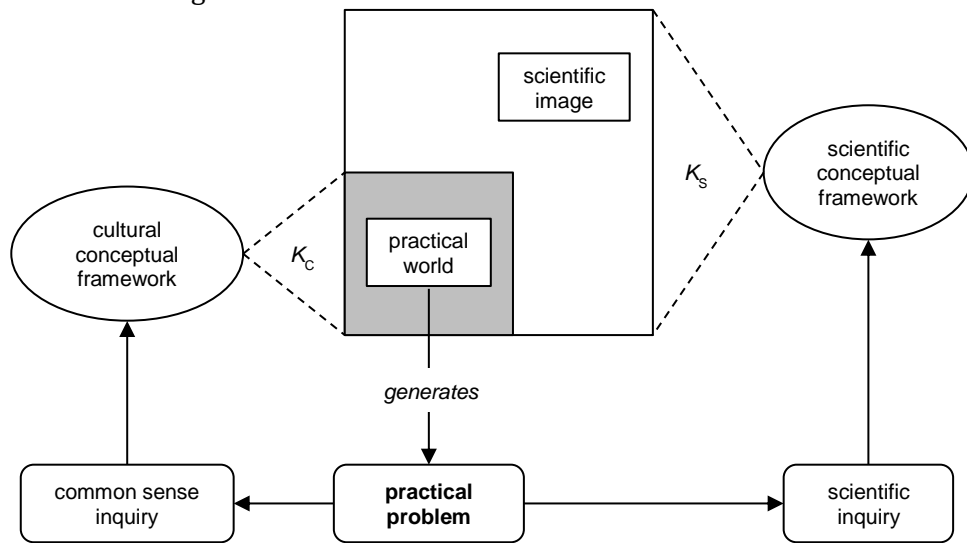 scientific
image
scientific
conceptual
framework
K_S
cultural
conceptual
framework
K_C
practical
world
generates
common sense
inquiry
practical
problem
scientific
inquiry